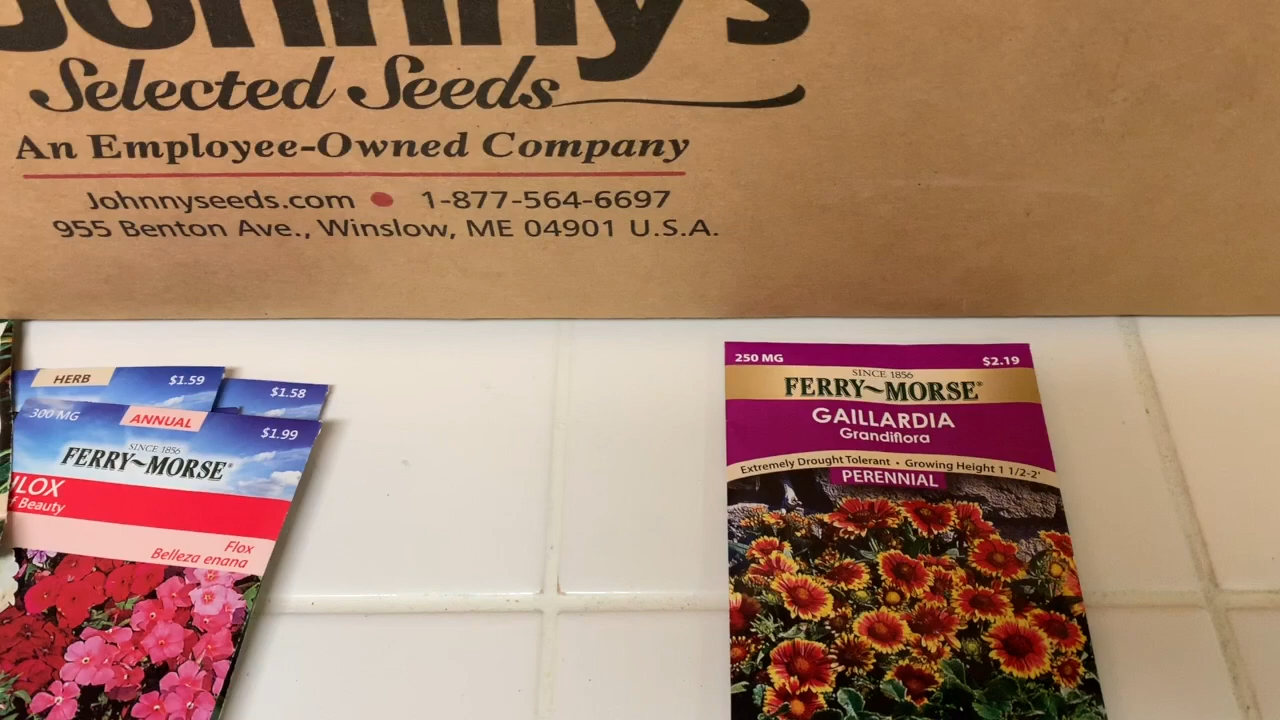 Johnny's
Selected Seeds
An Employee-Owned Company
Johnnyseeds.com • 1-877-564-6697
955 Benton Ave., Winslow, ME 04901 U.S.A.
HERB $1.59
$1.58
300 MG ANNUAL $1.99
SINCE 1856
FERRY~MORSE®
LOX
f Beauty
Flox
Belleza enana
250 MG $2.19
SINCE 1856
FERRY~MORSE®
GAILLARDIA
Grandiflora
Extremely Drought Tolerant • Growing Height 1 1/2-2'
PERENNIAL